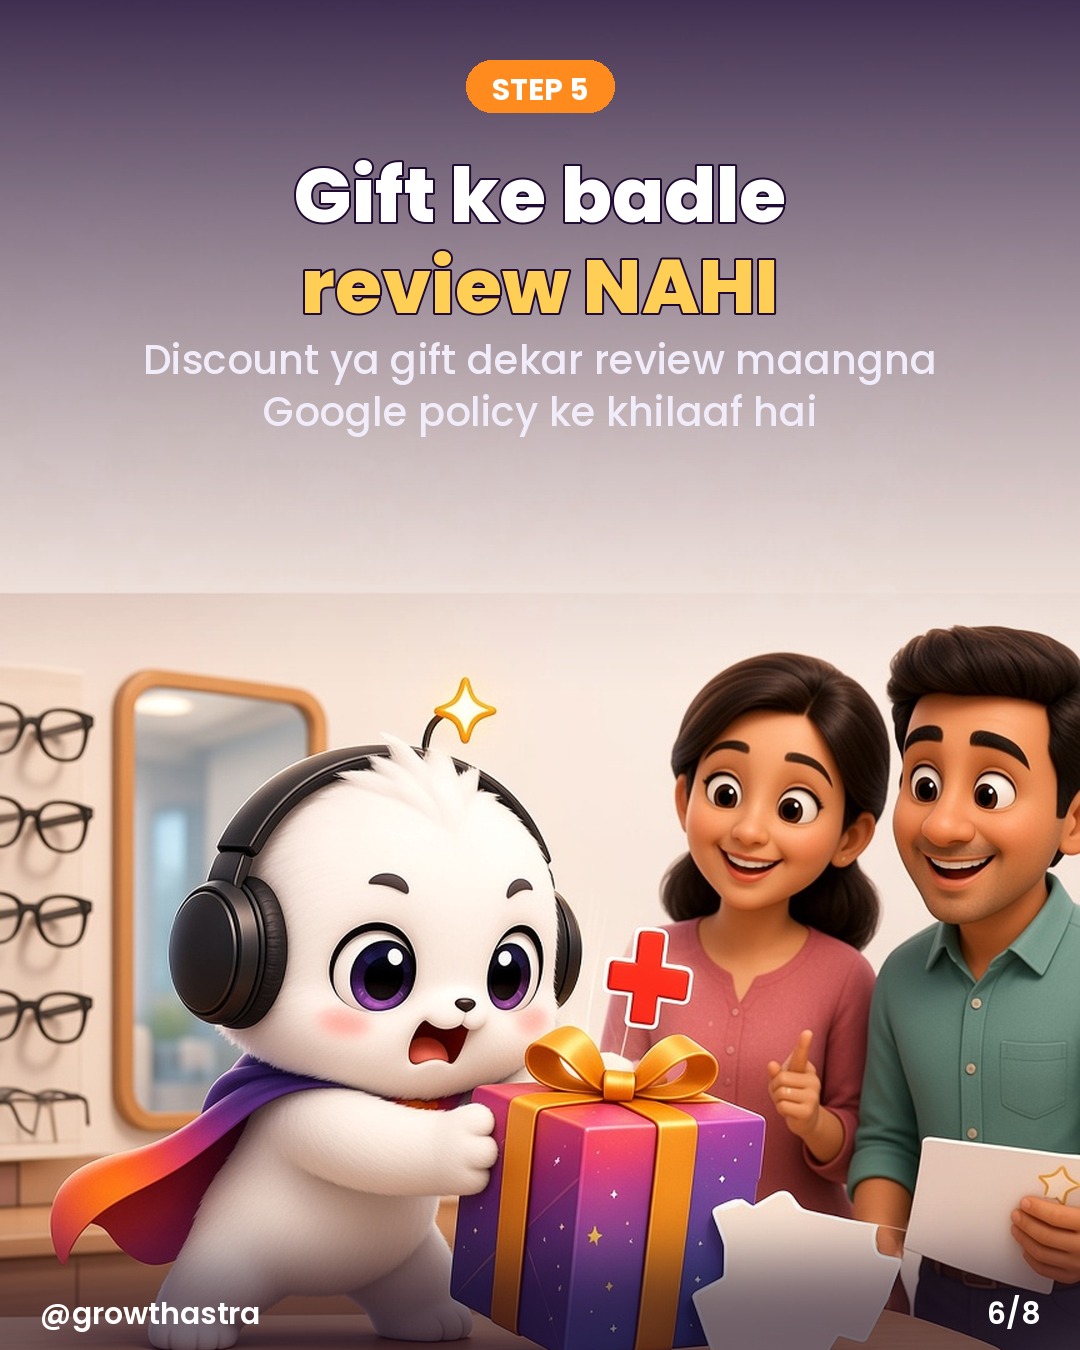 STEP 5
Gift ke badle
review NAHI
Discount ya gift dekar review maangna
Google policy ke khilaaf hai
@growthastra
6/8